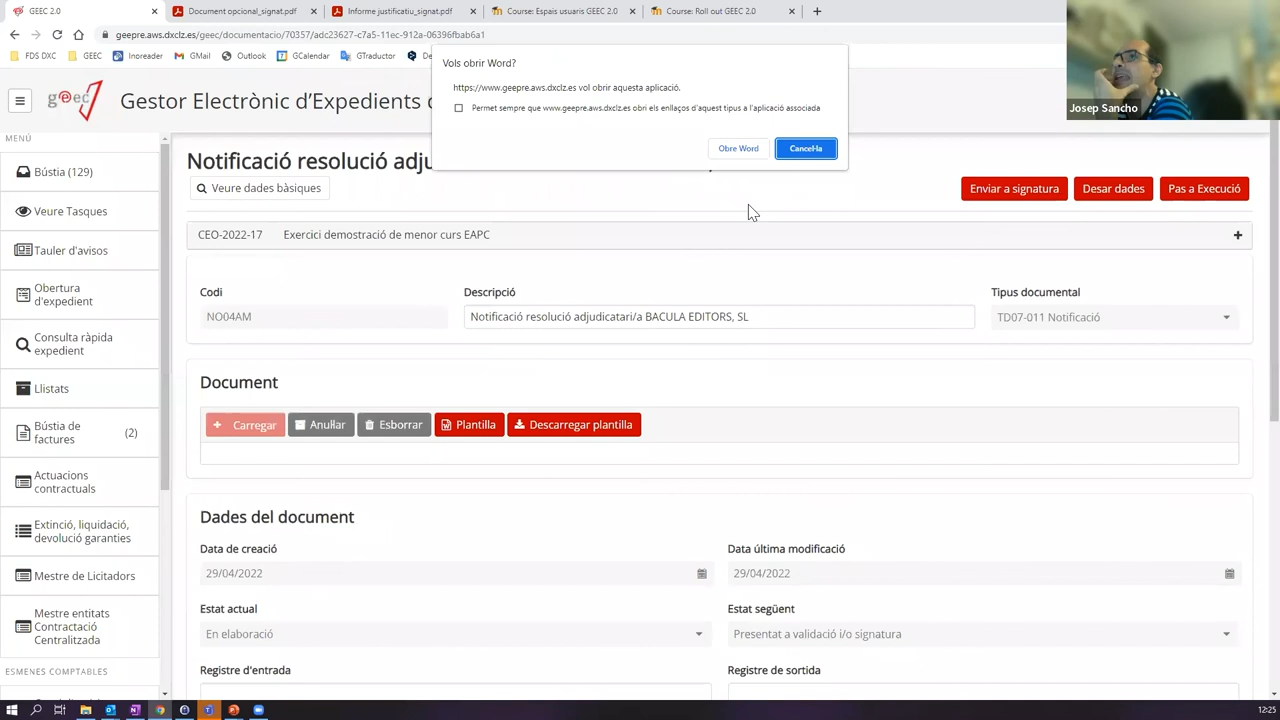 GEEC 2.0
Document opcional_signat.pdf
Informe justificatiu_signat.pdf
Course: Espais usuaris GEEC 2.0
Course: Roll out GEEC 2.0
geepre.aws.dxclz.es/geec/documentacio/70357/adc23627-c7a5-11ec-912a-06396fbab6a1
FDS DXC
GEEC
Inoreader
GMail
Outlook
GCalendar
GTraductor
De
Vols obrir Word?
https://www.geepre.aws.dxclz.es vol obrir aquesta aplicació.
Permet sempre que www.geepre.aws.dxclz.es obri els enllaços d'aquest tipus a l'aplicació associada
Obre Word
Cancel·la
Josep Sancho
geec
Gestor Electrònic d'Expedients d
MENÚ
Bústia (129)
Veure Tasques
Tauler d'avisos
Obertura
d'expedient
Consulta ràpida
expedient
Llistats
Bústia de
factures
(2)
Actuacions
contractuals
Extinció, liquidació,
devolució garanties
Mestre de Licitadors
Mestre entitats
Contractació
Centralitzada
ESMENES COMPTABLES
Notificació resolució adju
Veure dades bàsiques
Enviar a signatura
Desar dades
Pas a Execució
CEO-2022-17 Exercici demostració de menor curs EAPC
Codi
NO04AM
Descripció
Notificació resolució adjudicatari/a BACULA EDITORS, SL
Tipus documental
TD07-011 Notificació
Document
Carregar
Anul·lar
Esborrar
Plantilla
Descarregar plantilla
Dades del document
Data de creació
29/04/2022
Data última modificació
29/04/2022
Estat actual
En elaboració
Estat següent
Presentat a validació i/o signatura
Registre d'entrada
Registre de sortida
12:25